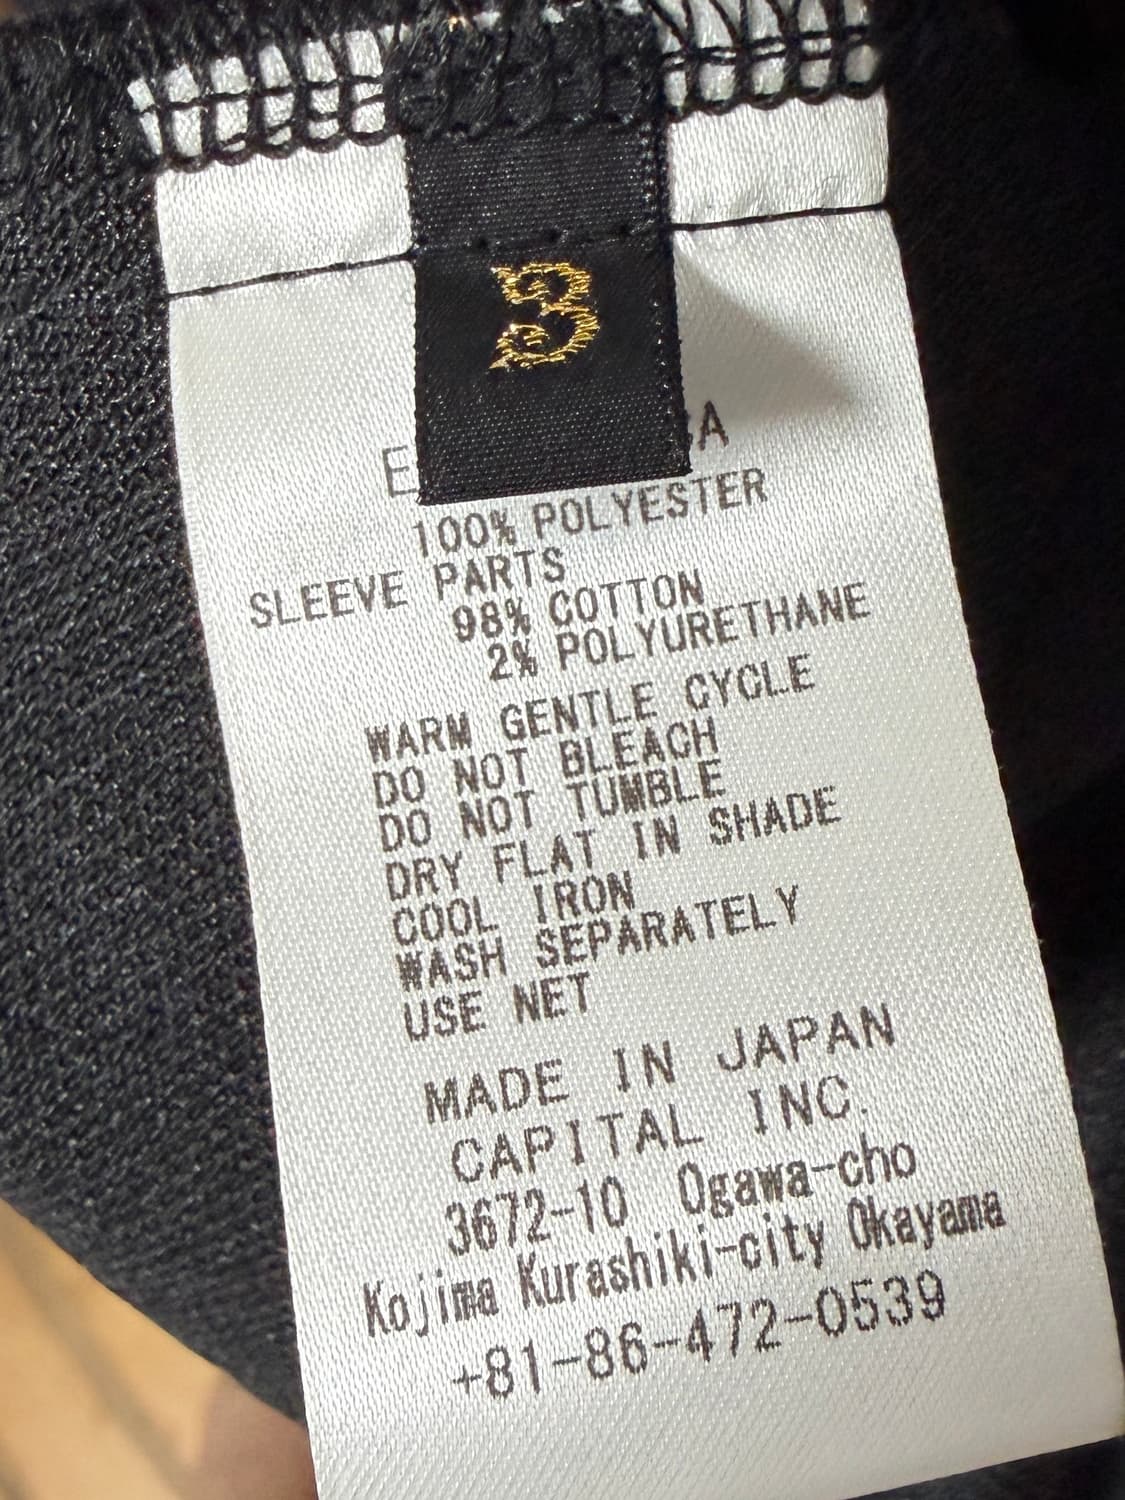 3
100% POLYESTER
SLEEVE PARTS
98% COTTON
2% POLYURETHANE
WARM GENTLE CYCLE
DO NOT BLEACH
DO NOT TUMBLE
DRY FLAT IN SHADE
COOL IRON
WASH SEPARATELY
USE NET
MADE IN JAPAN
CAPITAL INC.
3672-10 Ogawa-cho
Kojima Kurashiki-city Okayama
+81-86-472-0539